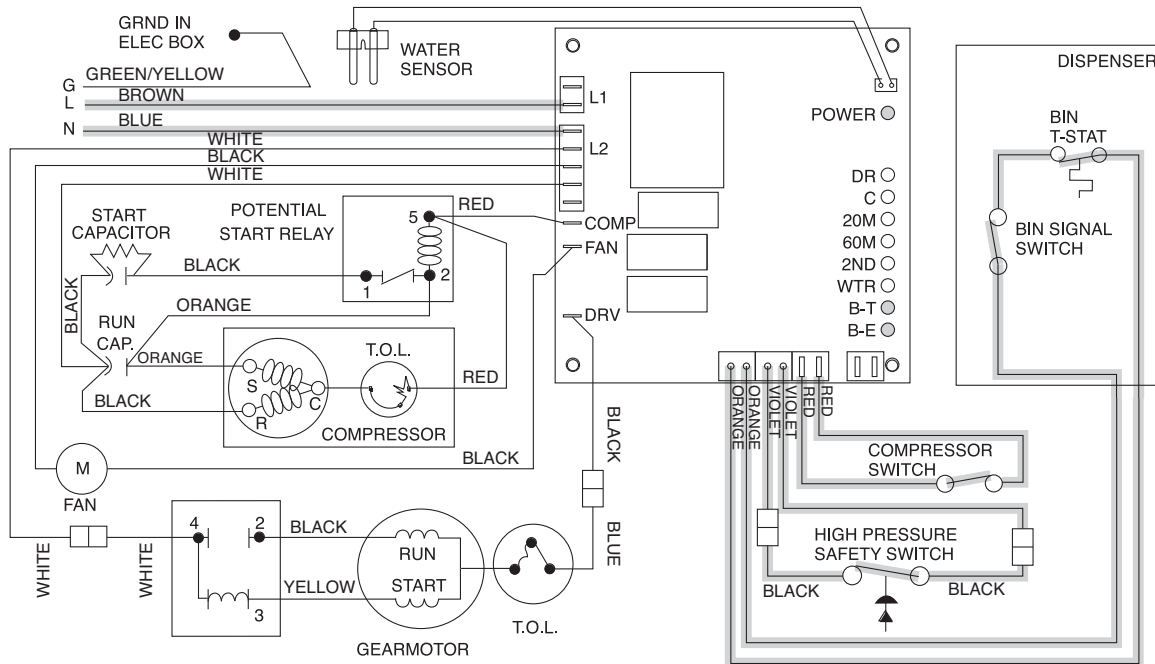 GRND IN
ELEC BOX
G GREEN/YELLOW
L BROWN
N BLUE
WHITE
BLACK
WHITE
WATER
SENSOR
L1
L2
COMP
FAN
DRV
POWER
DR
C
20M
60M
2ND
WTR
B-T
B-E
DISPENSER
BIN
T-STAT
BIN SIGNAL
SWITCH
START
CAPACITOR
POTENTIAL
START RELAY
5
RED
BLACK
1
2
ORANGE
BLACK
RUN
CAP.
ORANGE
BLACK
S
R
C
T.O.L.
RED
COMPRESSOR
M
FAN
BLACK
BLACK
BLUE
WHITE
WHITE
4
2
3
BLACK
YELLOW
RUN
START
GEARMOTOR
T.O.L.
ORANGE
ORANGE
VIOLET
VIOLET
RED
RED
COMPRESSOR
SWITCH
HIGH PRESSURE
SAFETY SWITCH
BLACK
BLACK